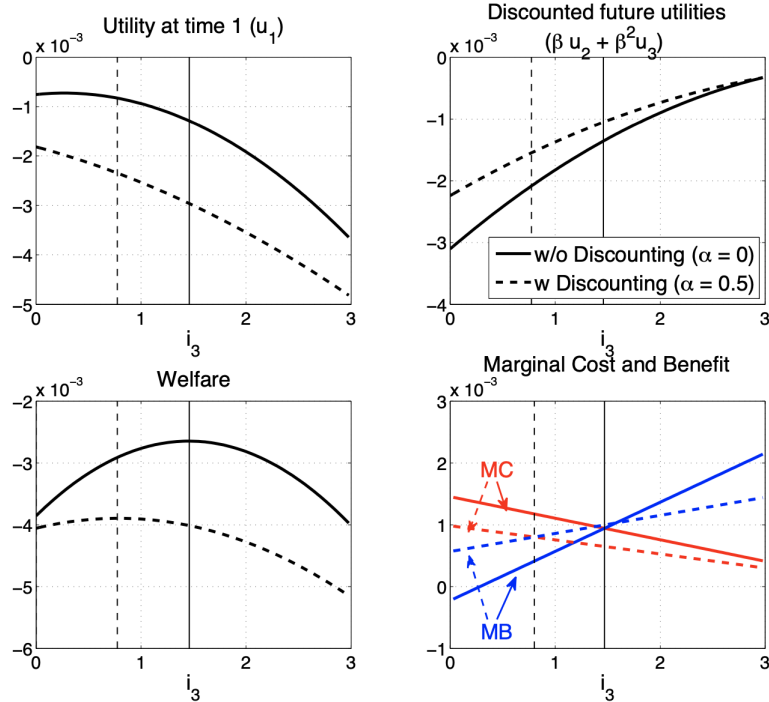 Utility at time 1 (u₁)
x 10⁻³
0
−1
−2
−3
−4
−5
0
1
2
3
i₃
Discounted future utilities
(β u₂ + β²u₃)
x 10⁻³
0
−1
−2
−3
−4
w/o Discounting (α = 0)
w Discounting (α = 0.5)
0
1
2
3
i₃
Welfare
x 10⁻³
−2
−3
−4
−5
−6
0
1
2
3
i₃
Marginal Cost and Benefit
x 10⁻³
3
2
1
0
−1
MC
MB
0
1
2
3
i₃